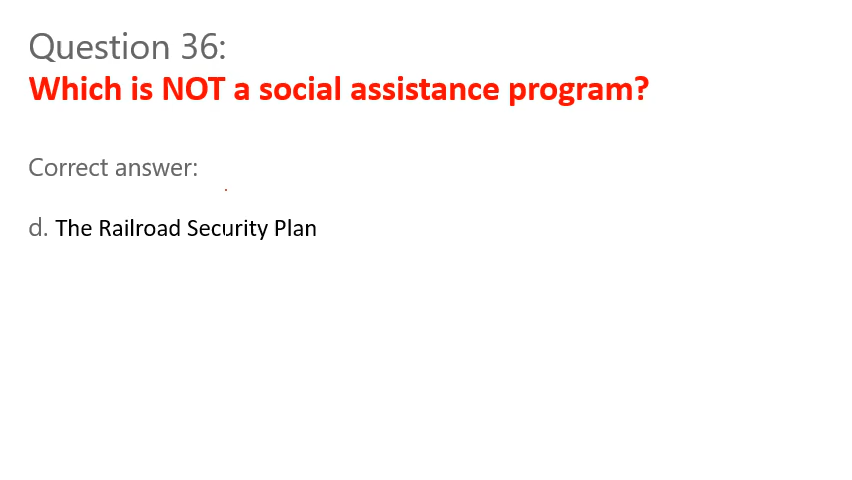 Question 36:
Which is NOT a social assistance program?
Correct answer:
d. The Railroad Security Plan